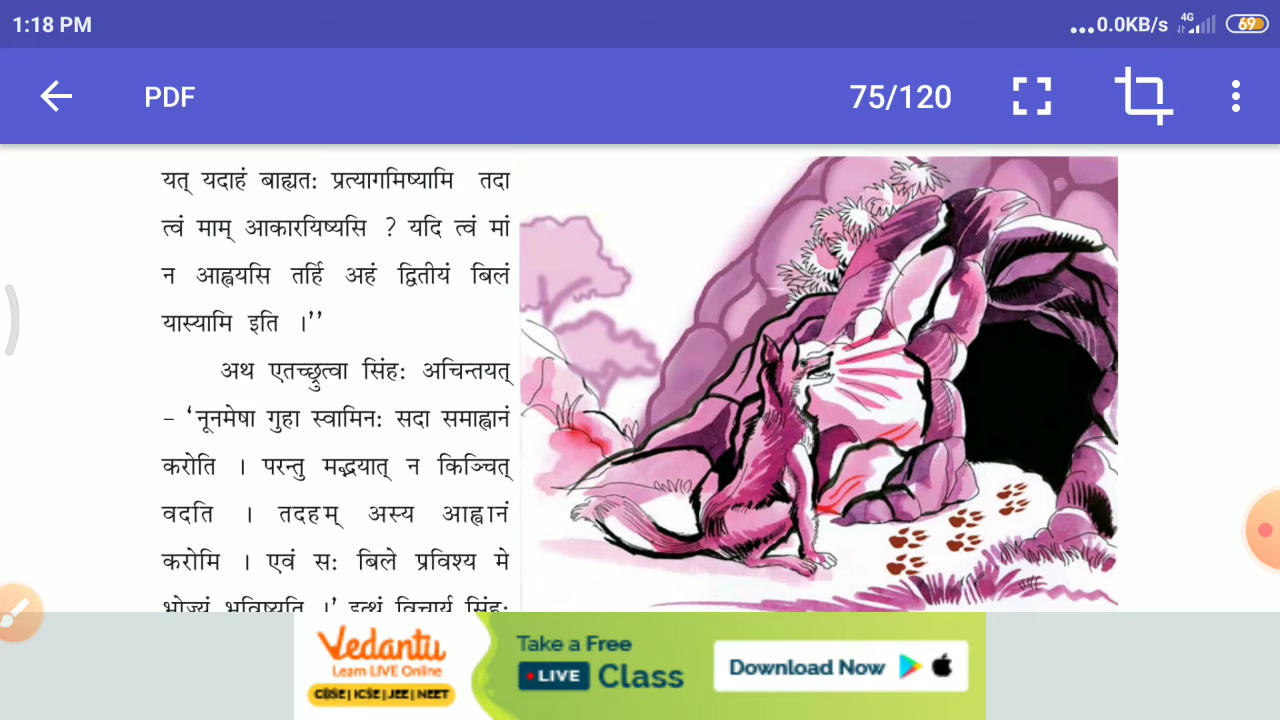 1:18 PM
...0.0KB/s 4G 69
PDF
75/120
यत् यदाहं बाह्यतः प्रत्यागमिष्यामि तदा
त्वं माम् आकारयिष्यसि ? यदि त्वं मां
न आह्वयसि तर्हि अहं द्वितीयं बिलं
यास्यामि इति ।’’
अथ एतच्छ्रुत्वा सिंहः अचिन्तयत्
– ‘नूनमेषा गुहा स्वामिनः सदा समाह्वानं
करोति । परन्तु मद्भयात् न किञ्चित्
वदति । तदहम् अस्य आह्वानं
करोमि । एवं सः बिले प्रविश्य मे
भोज्यं भविष्यति ।’ इत्थं विचार्य सिंहः
Vedantu
Learn LIVE Online
CBSE | ICSE | JEE | NEET
Take a Free
LIVE Class
Download Now